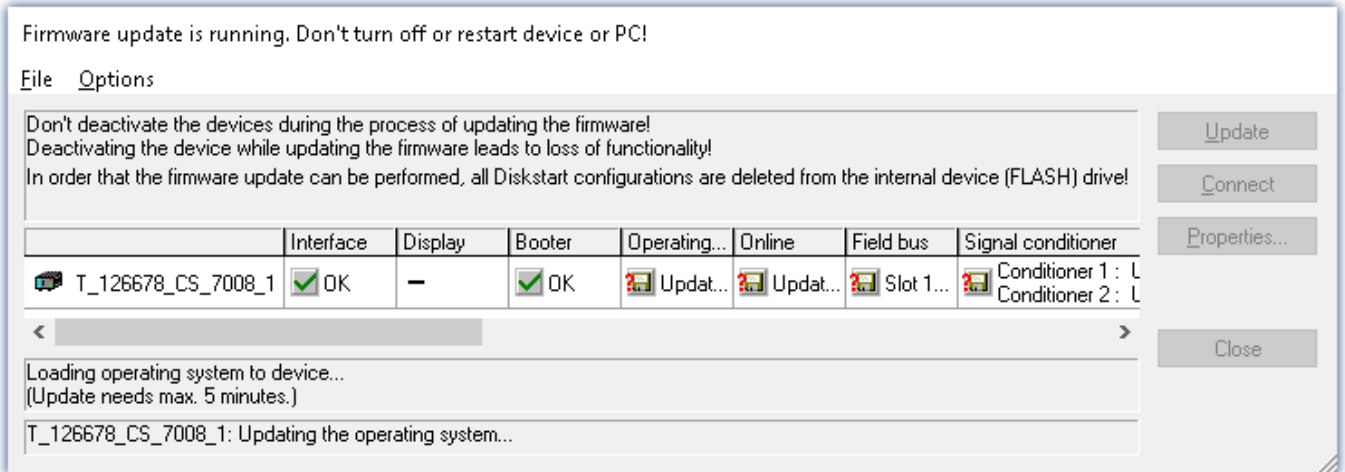 Firmware update is running. Don't turn off or restart device or PC!
File Options
Don't deactivate the devices during the process of updating the firmware!
Deactivating the device while updating the firmware leads to loss of functionality!
In order that the firmware update can be performed, all Diskstart configurations are deleted from the internal device (FLASH) drive!
Update
Connect
Properties...
Interface Display Booter Operating... Online Field bus Signal conditioner
T_126678_CS_7008_1 OK – OK Updat... Updat... Slot 1... Conditioner 1 : U
Conditioner 2 : U
Close
Loading operating system to device...
(Update needs max. 5 minutes.)
T_126678_CS_7008_1: Updating the operating system...